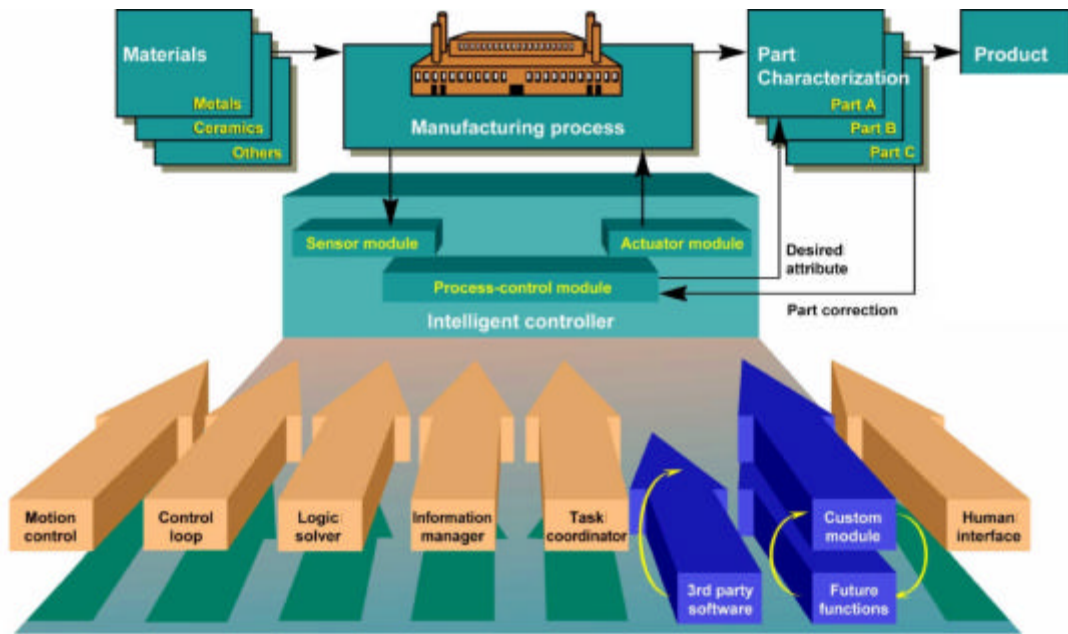 Materials
Metals
Ceramics
Others
Manufacturing process
Part
Characterization
Part A
Part B
Part C
Product
Sensor module
Actuator module
Process-control module
Intelligent controller
Desired
attribute
Part correction
Motion
control
Control
loop
Logic
solver
Information
manager
Task
coordinator
3rd party
software
Custom
module
Future
functions
Human
interface